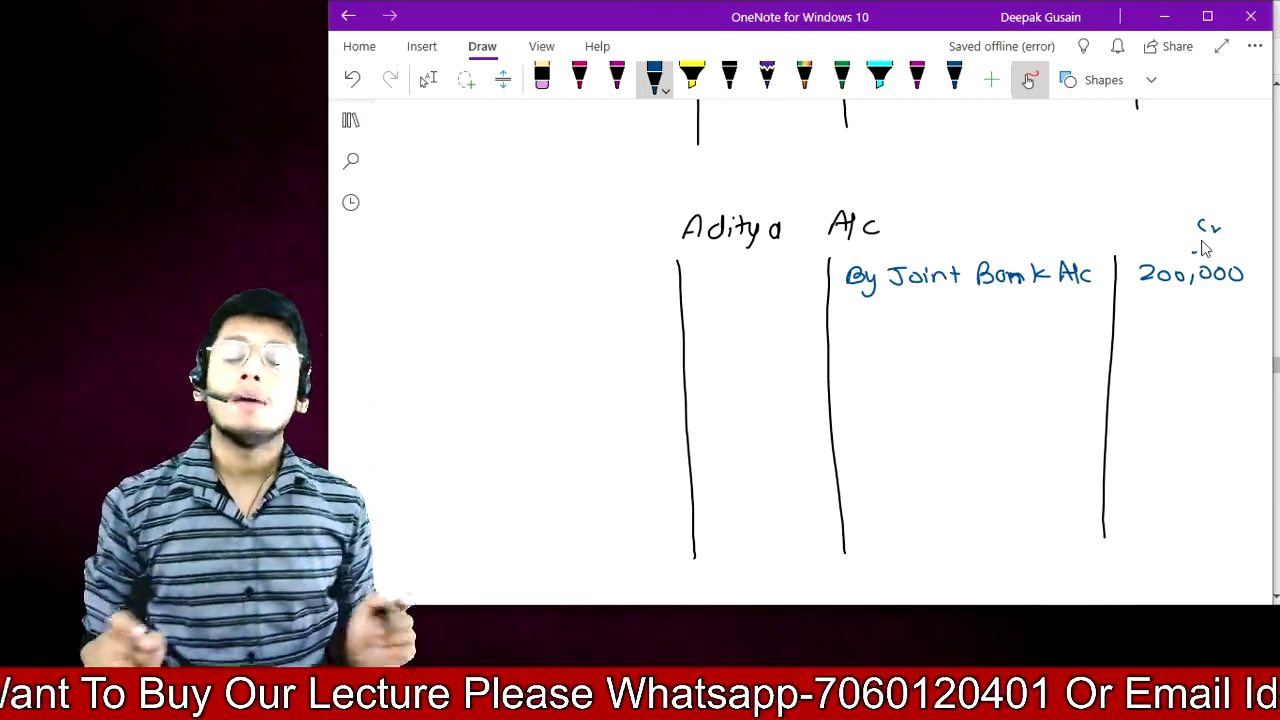 OneNote for Windows 10
Deepak Gusain
Home Insert Draw View Help
Saved offline (error)
Share
Shapes
Aditya A/c
Cr
By Joint Bank A/c 200,000
Want To Buy Our Lecture Please Whatsapp-7060120401 Or Email Id